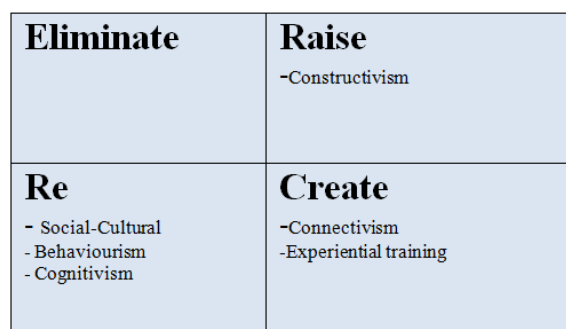 Eliminate
Raise
-Constructivism
Re
- Social-Cultural
- Behaviourism
- Cognitivism
Create
-Connectivism
-Experiential training